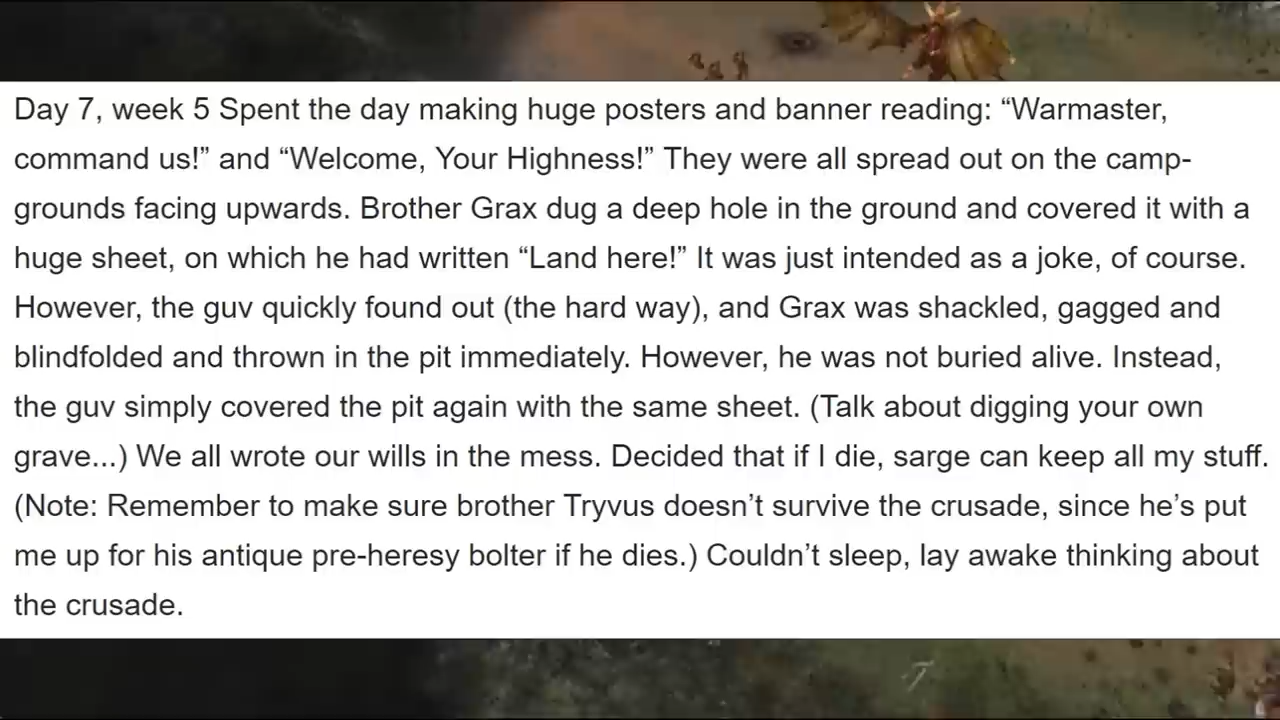 Day 7, week 5 Spent the day making huge posters and banner reading: “Warmaster,
command us!” and “Welcome, Your Highness!” They were all spread out on the camp-
grounds facing upwards. Brother Grax dug a deep hole in the ground and covered it with a
huge sheet, on which he had written “Land here!” It was just intended as a joke, of course.
However, the guv quickly found out (the hard way), and Grax was shackled, gagged and
blindfolded and thrown in the pit immediately. However, he was not buried alive. Instead,
the guv simply covered the pit again with the same sheet. (Talk about digging your own
grave...) We all wrote our wills in the mess. Decided that if I die, sarge can keep all my stuff.
(Note: Remember to make sure brother Tryvus doesn’t survive the crusade, since he’s put
me up for his antique pre-heresy bolter if he dies.) Couldn’t sleep, lay awake thinking about
the crusade.